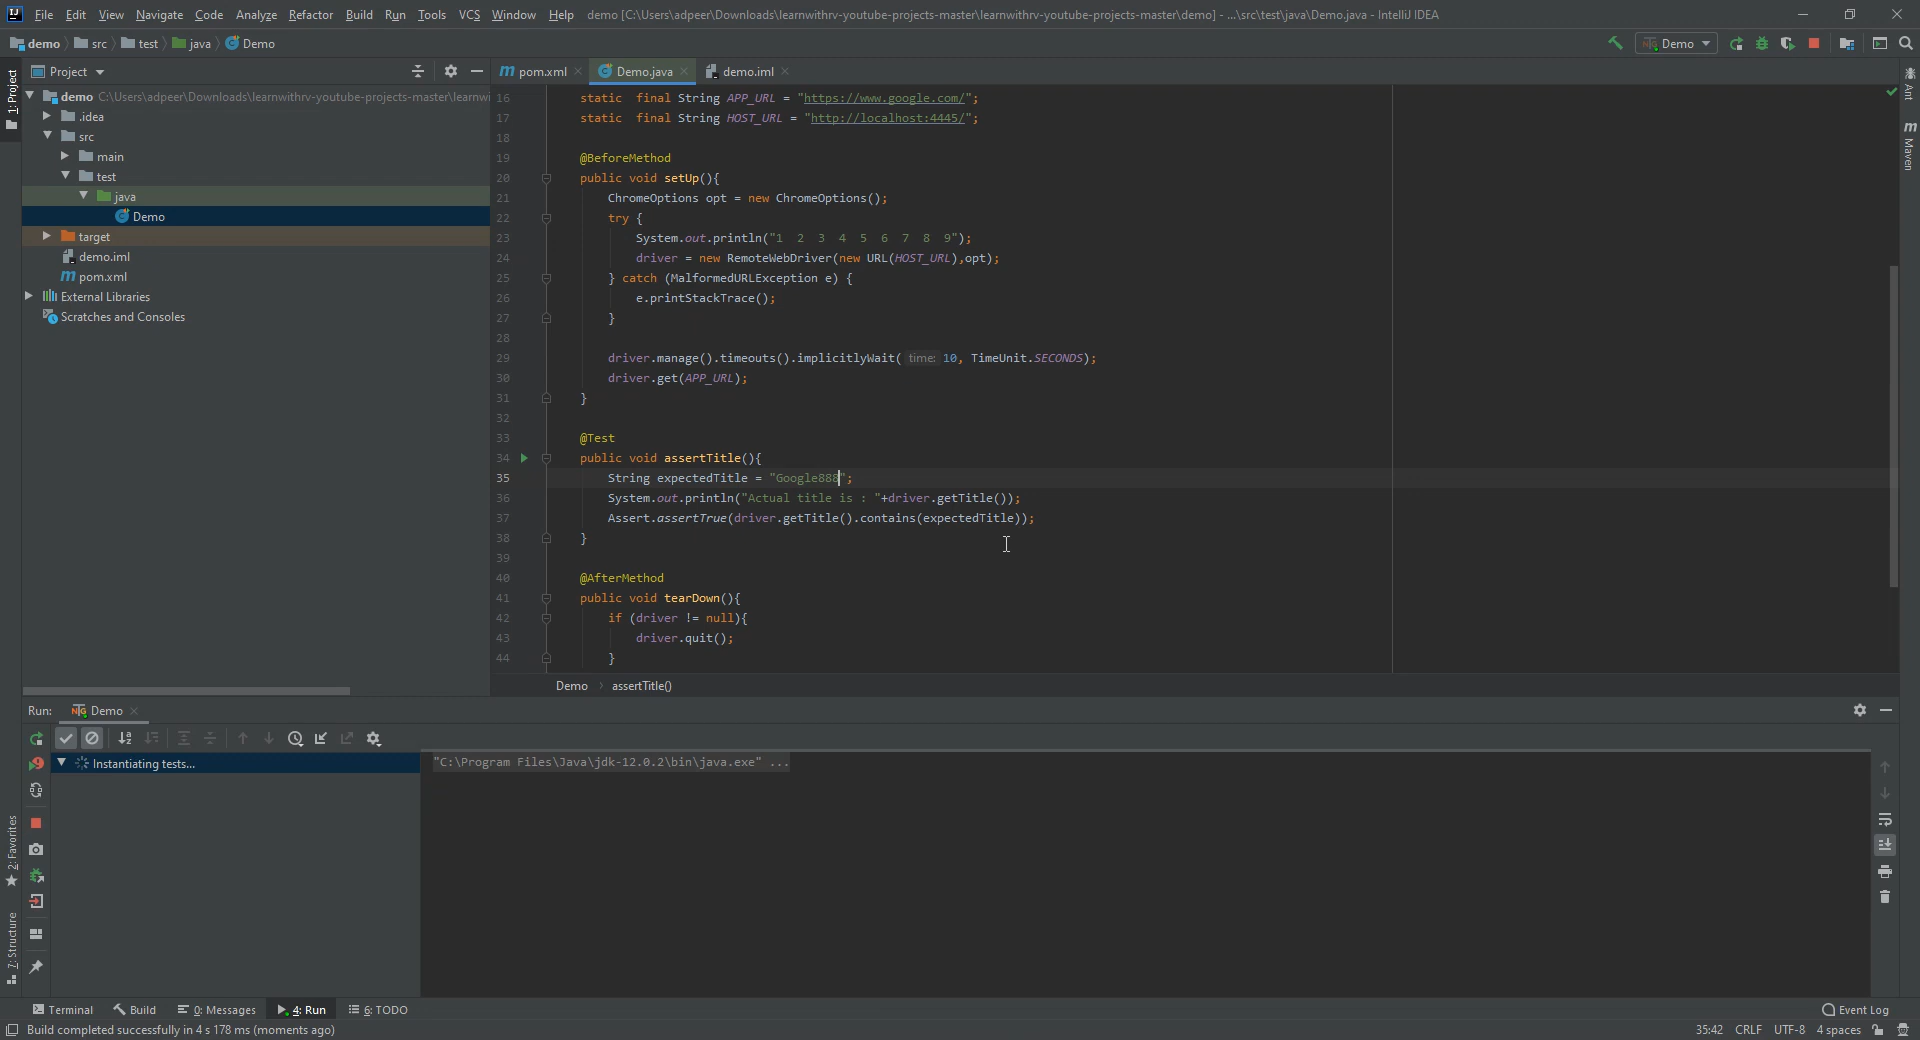 File Edit View Navigate Code Analyze Refactor Build Run Tools VCS Window Help demo [C:\Users\adpeer\Downloads\learnwithrv-youtube-projects-master\learnwithrv-youtube-projects-master\demo] - ...\src\test\java\Demo.java - IntelliJ IDEA
demo src test java Demo
Demo
Project
pom.xml Demo.java demo.iml
demo C:\Users\adpeer\Downloads\learnwithrv-youtube-projects-master\learnwi
.idea
src
main
test
java
Demo
target
demo.iml
pom.xml
External Libraries
Scratches and Consoles
1: Project
2: Favorites
7: Structure
Ant
Maven
16 static final String APP_URL = "https://www.google.com/";
17 static final String HOST_URL = "http://localhost:4445/";
18
19 @BeforeMethod
20 public void setUp(){
21 ChromeOptions opt = new ChromeOptions();
22 try {
23 System.out.println("1 2 3 4 5 6 7 8 9");
24 driver = new RemoteWebDriver(new URL(HOST_URL),opt);
25 } catch (MalformedURLException e) {
26 e.printStackTrace();
27 }
28
29 driver.manage().timeouts().implicitlyWait( time: 10, TimeUnit.SECONDS);
30 driver.get(APP_URL);
31 }
32
33 @Test
34 public void assertTitle(){
35 String expectedTitle = "Google888";
36 System.out.println("Actual title is : "+driver.getTitle());
37 Assert.assertTrue(driver.getTitle().contains(expectedTitle));
38 }
39
40 @AfterMethod
41 public void tearDown(){
42 if (driver != null){
43 driver.quit();
44 }
Demo assertTitle()
Run: Demo
Instantiating tests...
"C:\Program Files\Java\jdk-12.0.2\bin\java.exe" ...
Terminal Build 0: Messages 4: Run 6: TODO Event Log
Build completed successfully in 4 s 178 ms (moments ago) 35:42 CRLF UTF-8 4 spaces